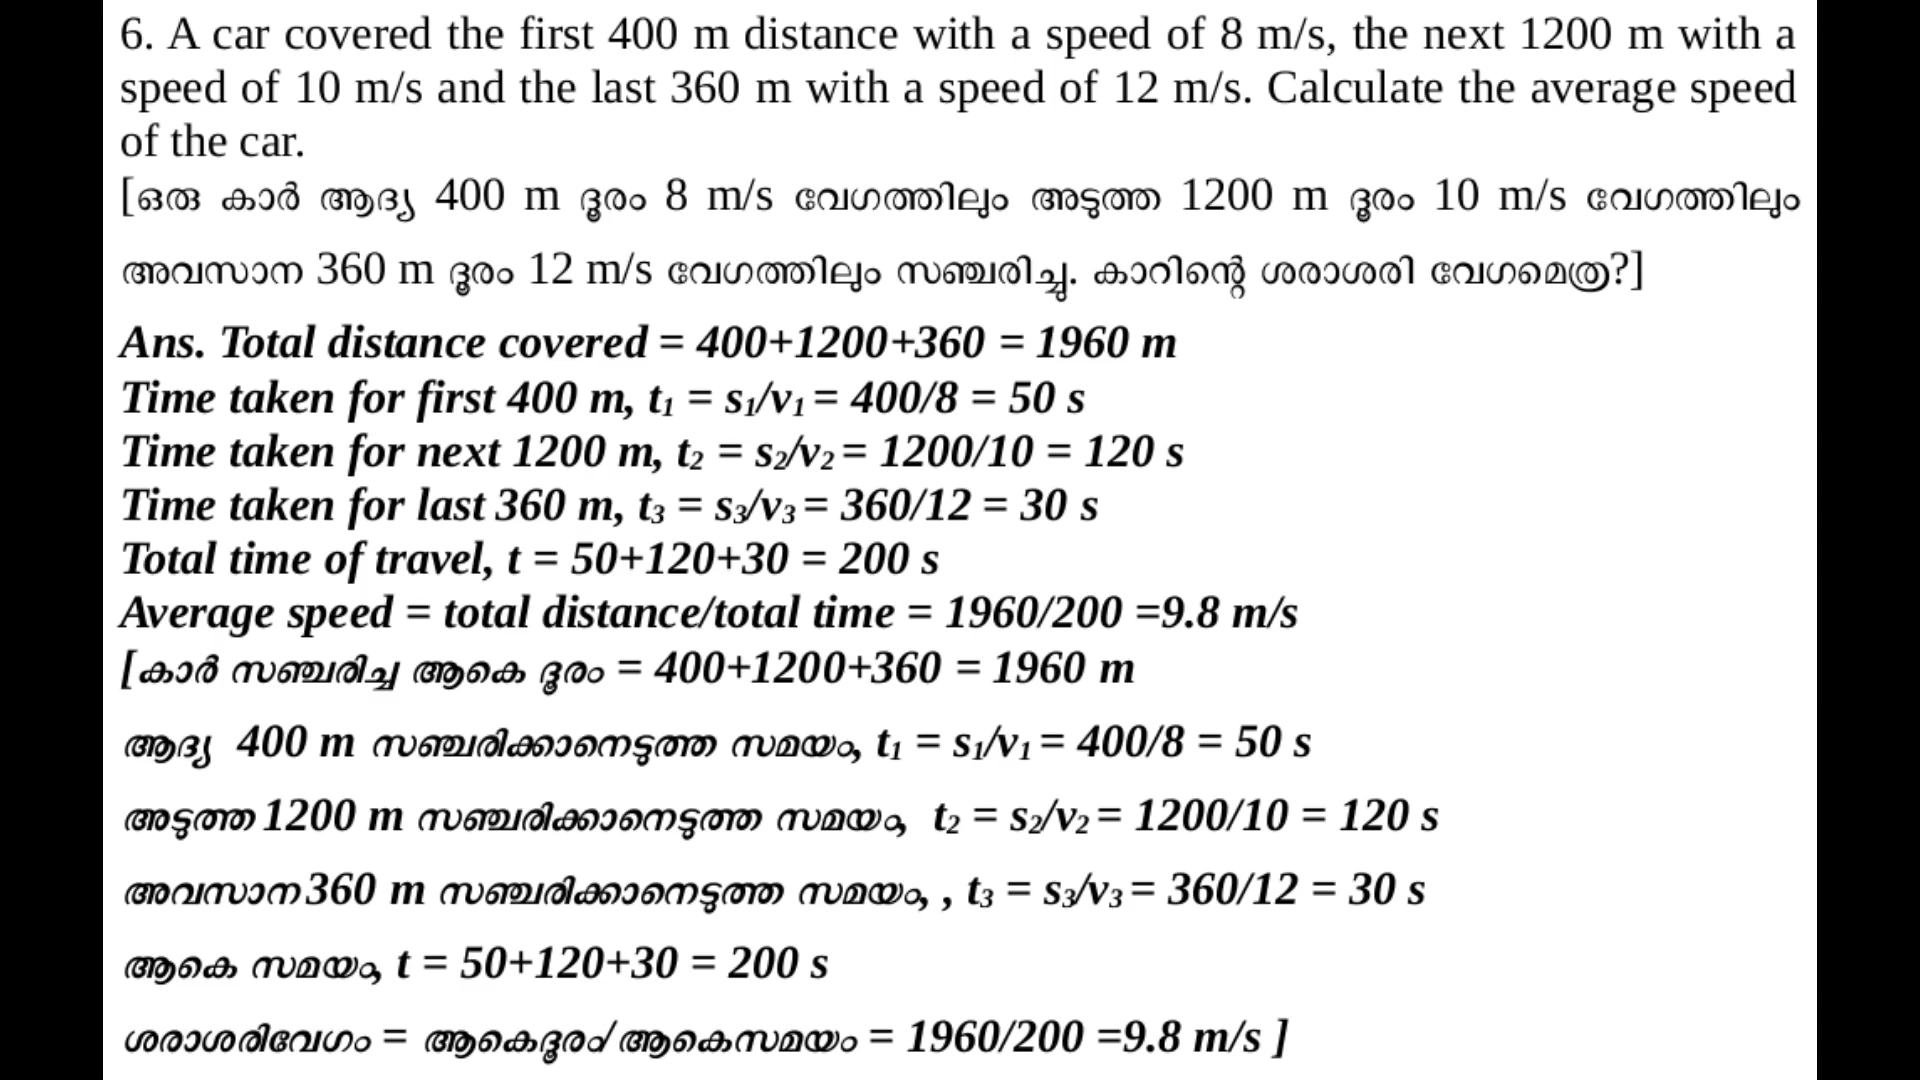 6. A car covered the first 400 m distance with a speed of 8 m/s, the next 1200 m with a
speed of 10 m/s and the last 360 m with a speed of 12 m/s. Calculate the average speed
of the car.
[ഒരു കാർ ആദ്യ 400 m ദൂരം 8 m/s വേഗത്തിലും അടുത്ത 1200 m ദൂരം 10 m/s വേഗത്തിലും
അവസാന 360 m ദൂരം 12 m/s വേഗത്തിലും സഞ്ചരിച്ചു. കാറിന്റെ ശരാശരി വേഗമെത്ര?]
Ans. Total distance covered = 400+1200+360 = 1960 m
Time taken for first 400 m, t₁ = s₁/v₁ = 400/8 = 50 s
Time taken for next 1200 m, t₂ = s₂/v₂ = 1200/10 = 120 s
Time taken for last 360 m, t₃ = s₃/v₃ = 360/12 = 30 s
Total time of travel, t = 50+120+30 = 200 s
Average speed = total distance/total time = 1960/200 =9.8 m/s
[കാർ സഞ്ചരിച്ച ആകെ ദൂരം = 400+1200+360 = 1960 m
ആദ്യ 400 m സഞ്ചരിക്കാനെടുത്ത സമയം, t₁ = s₁/v₁ = 400/8 = 50 s
അടുത്ത 1200 m സഞ്ചരിക്കാനെടുത്ത സമയം, t₂ = s₂/v₂ = 1200/10 = 120 s
അവസാന 360 m സഞ്ചരിക്കാനെടുത്ത സമയം, , t₃ = s₃/v₃ = 360/12 = 30 s
ആകെ സമയം, t = 50+120+30 = 200 s
ശരാശരിവേഗം = ആകെദൂരം/ആകെസമയം = 1960/200 =9.8 m/s ]